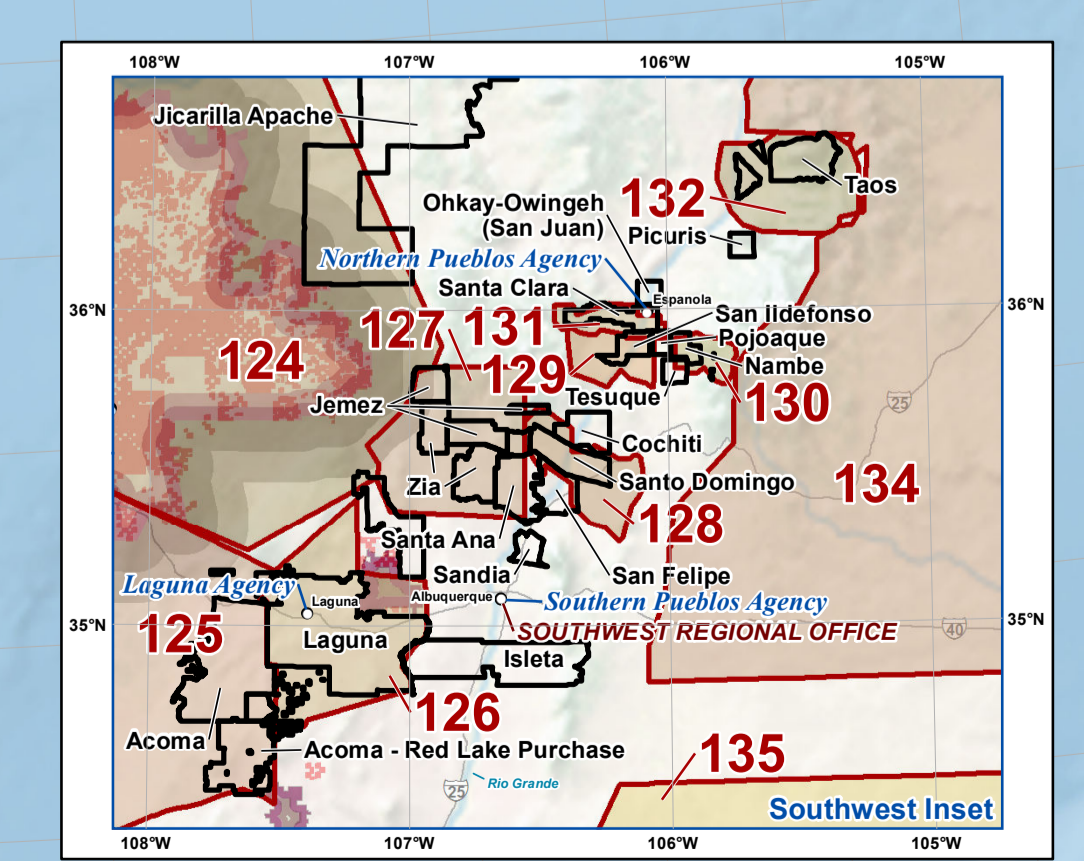 108°W
107°W
106°W
105°W
Jicarilla Apache
Taos
132
Ohkay-Owingeh
(San Juan)
Picuris
Northern Pueblos Agency
Santa Clara
Espanola
36°N
36°N
San Ildefonso
127
131
Pojoaque
124
Nambe
129
Tesuque
130
25
Jemez
Cochiti
Zia
Santo Domingo
134
128
Santa Ana
Sandia
San Felipe
Laguna Agency
Laguna
Albuquerque
Southern Pueblos Agency
35°N
35°N
125
Laguna
SOUTHWEST REGIONAL OFFICE
40
Isleta
126
Acoma
Acoma - Red Lake Purchase
135
Rio Grande
25
Southwest Inset
108°W
107°W
106°W
105°W